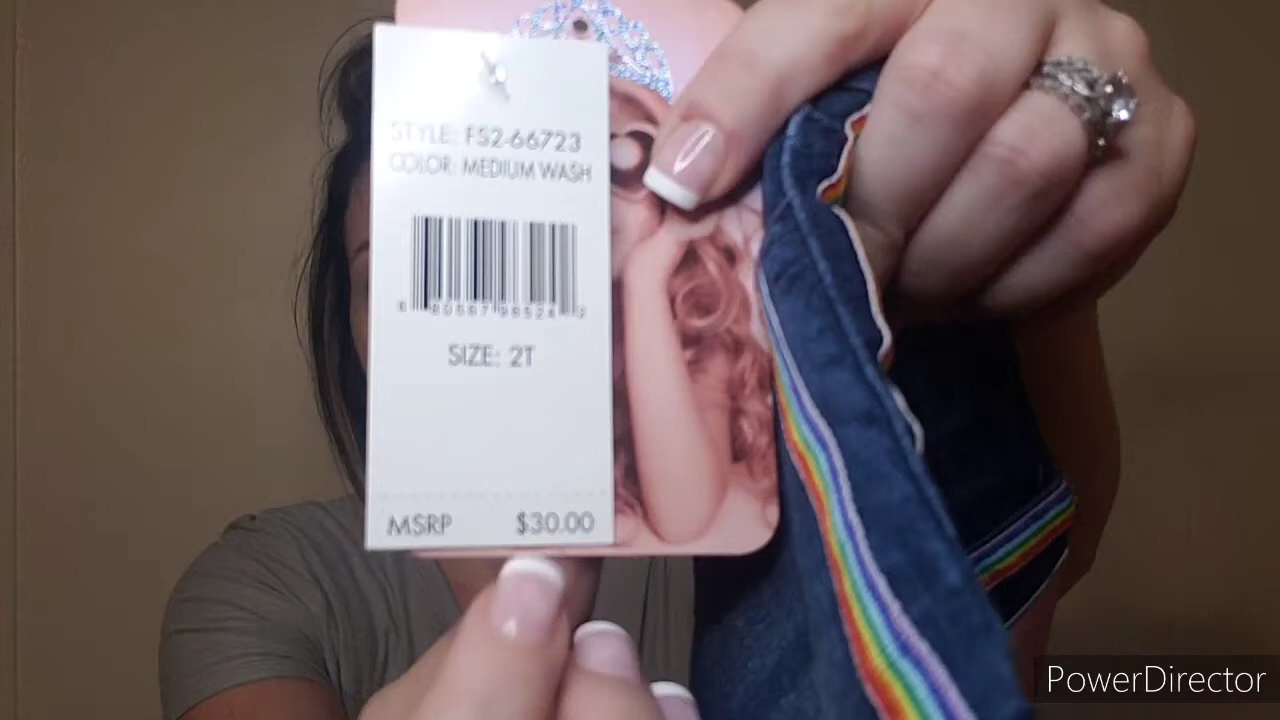 STYLE: FS2-66723
COLOR: MEDIUM WASH
SIZE: 2T
MSRP $30.00
PowerDirector